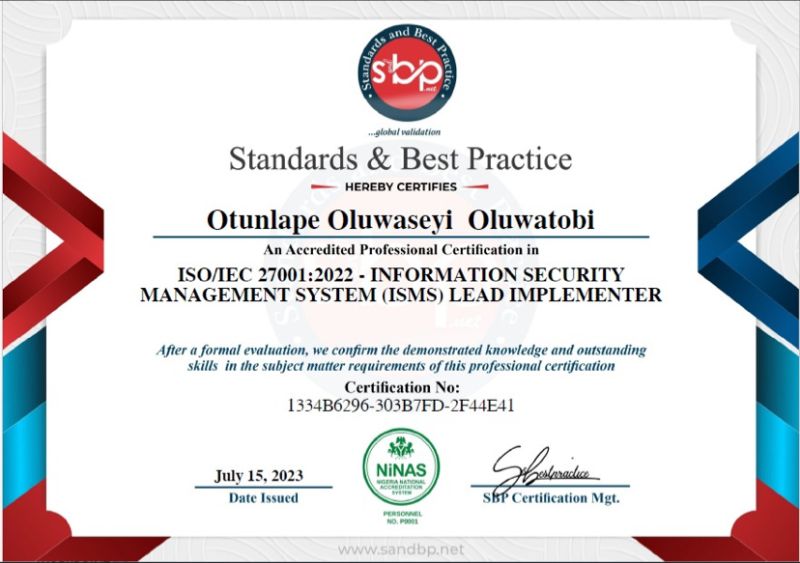 Standards and Best Practice
sbp.net
...global validation
Standards & Best Practice
HEREBY CERTIFIES
Otunlape Oluwaseyi Oluwatobi
An Accredited Professional Certification in
ISO/IEC 27001:2022 - INFORMATION SECURITY
MANAGEMENT SYSTEM (ISMS) LEAD IMPLEMENTER
After a formal evaluation, we confirm the demonstrated knowledge and outstanding
skills in the subject matter requirements of this professional certification
Certification No:
1334B6296-303B7FD-2F44E41
July 15, 2023
Date Issued
NiNAS
NIGERIA NATIONAL
ACCREDITATION
SYSTEM
PERSONNEL
NO. P0001
SBP Certification Mgt.
www.sandbp.net